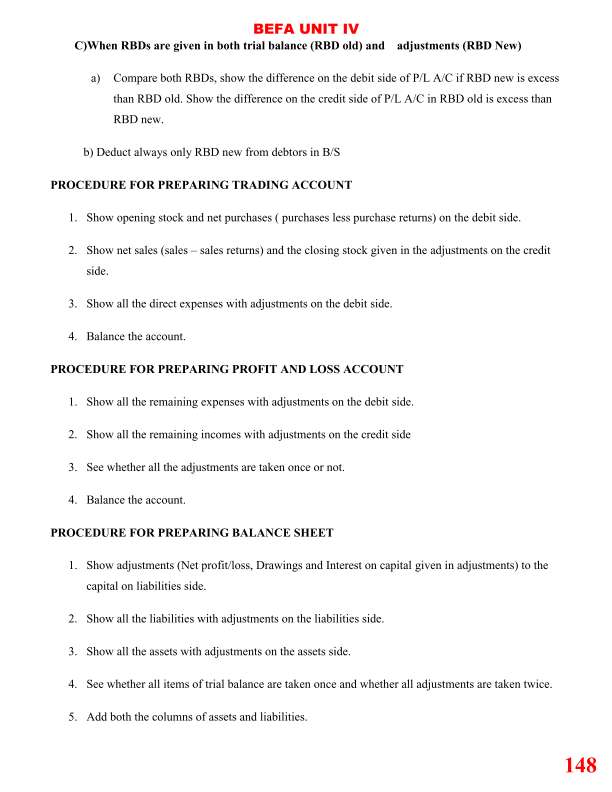 BEFA UNIT IV
C)When RBDs are given in both trial balance (RBD old) and adjustments (RBD New)
a) Compare both RBDs, show the difference on the debit side of P/L A/C if RBD new is excess
than RBD old. Show the difference on the credit side of P/L A/C in RBD old is excess than
RBD new.
b) Deduct always only RBD new from debtors in B/S
PROCEDURE FOR PREPARING TRADING ACCOUNT
1. Show opening stock and net purchases ( purchases less purchase returns) on the debit side.
2. Show net sales (sales – sales returns) and the closing stock given in the adjustments on the credit
side.
3. Show all the direct expenses with adjustments on the debit side.
4. Balance the account.
PROCEDURE FOR PREPARING PROFIT AND LOSS ACCOUNT
1. Show all the remaining expenses with adjustments on the debit side.
2. Show all the remaining incomes with adjustments on the credit side
3. See whether all the adjustments are taken once or not.
4. Balance the account.
PROCEDURE FOR PREPARING BALANCE SHEET
1. Show adjustments (Net profit/loss, Drawings and Interest on capital given in adjustments) to the
capital on liabilities side.
2. Show all the liabilities with adjustments on the liabilities side.
3. Show all the assets with adjustments on the assets side.
4. See whether all items of trial balance are taken once and whether all adjustments are taken twice.
5. Add both the columns of assets and liabilities.
148